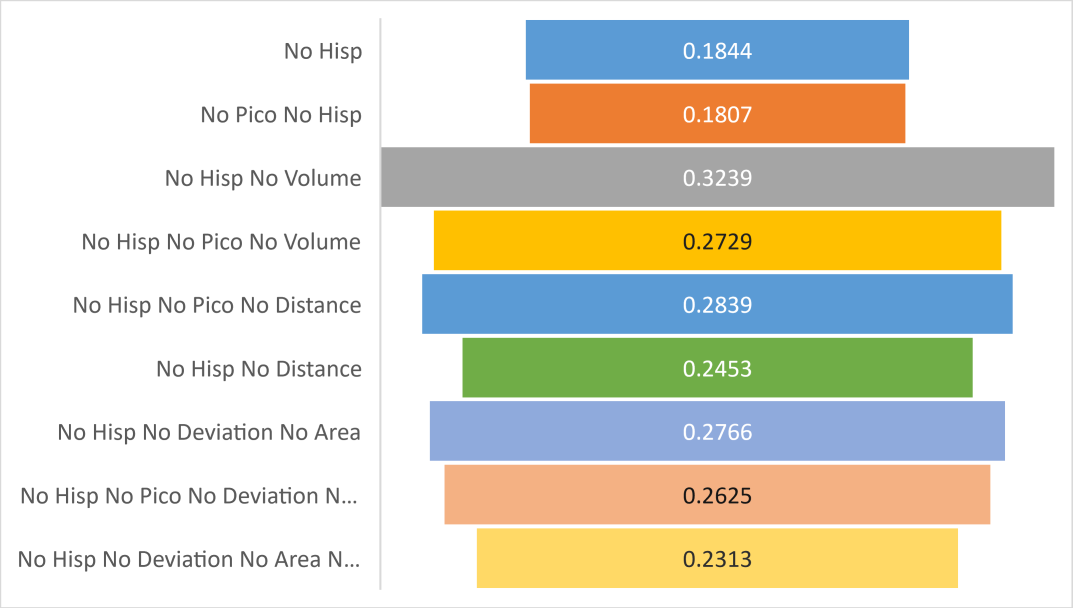 No Hisp 0.1844
No Pico No Hisp 0.1807
No Hisp No Volume 0.3239
No Hisp No Pico No Volume 0.2729
No Hisp No Pico No Distance 0.2839
No Hisp No Distance 0.2453
No Hisp No Deviation No Area 0.2766
No Hisp No Pico No Deviation N... 0.2625
No Hisp No Deviation No Area N... 0.2313